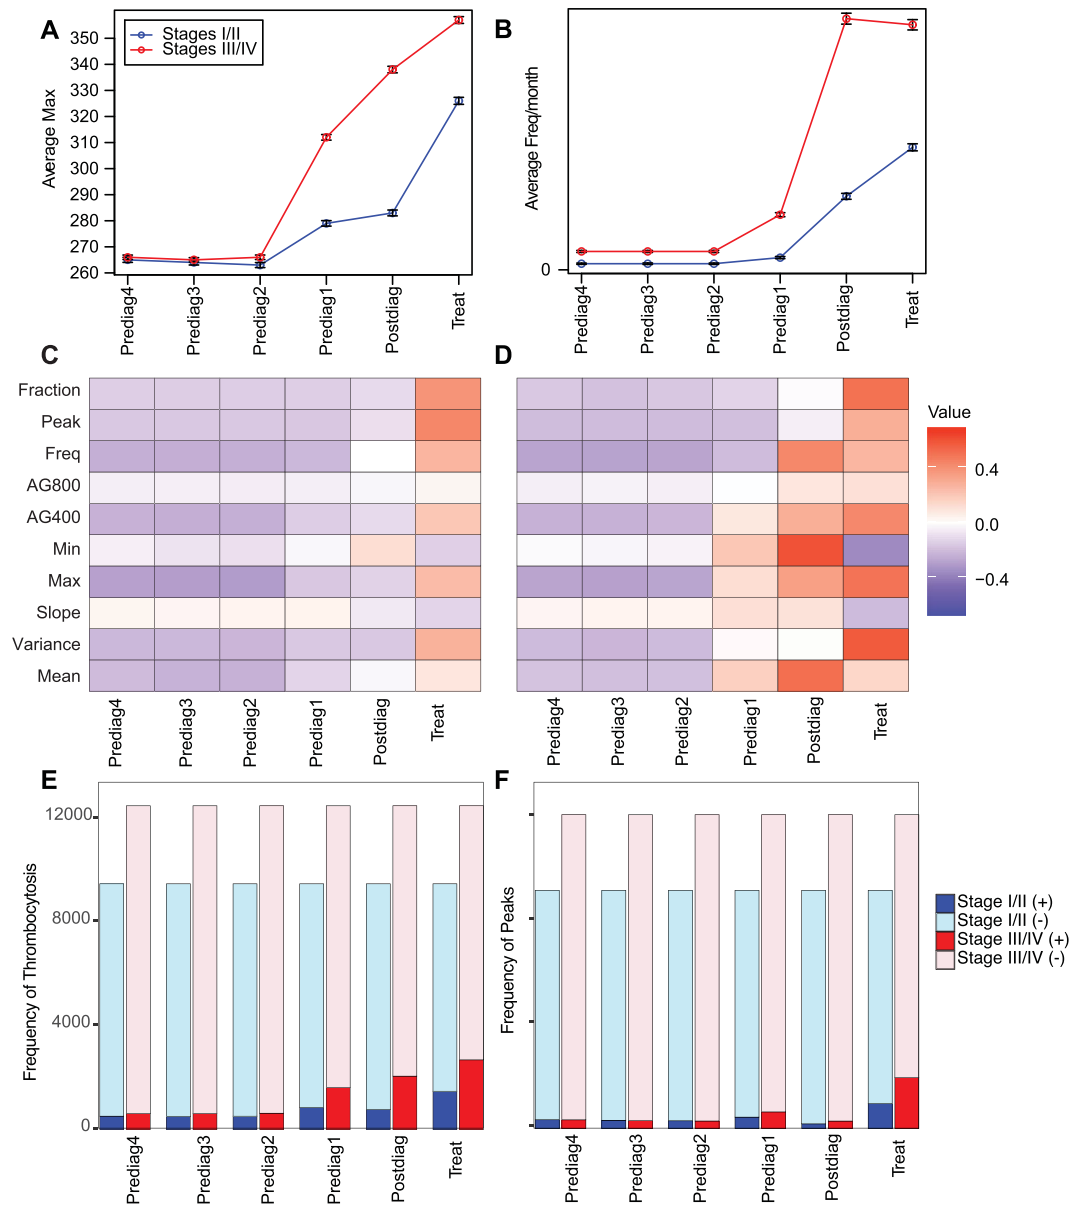 A
Average Max
350
340
330
320
310
300
290
280
270
260
Stages I/II
Stages III/IV
Prediag4
Prediag3
Prediag2
Prediag1
Postdiag
Treat
B
Average Freq/month
0
Prediag4
Prediag3
Prediag2
Prediag1
Postdiag
Treat
C
Fraction
Peak
Freq
AG800
AG400
Min
Max
Slope
Variance
Mean
Prediag4
Prediag3
Prediag2
Prediag1
Postdiag
Treat
D
Prediag4
Prediag3
Prediag2
Prediag1
Postdiag
Treat
Value
0.4
0.0
−0.4
E
Frequency of Thrombocytosis
12000
8000
4000
0
Prediag4
Prediag3
Prediag2
Prediag1
Postdiag
Treat
F
Frequency of Peaks
Prediag4
Prediag3
Prediag2
Prediag1
Postdiag
Treat
Stage I/II (+)
Stage I/II (-)
Stage III/IV (+)
Stage III/IV (-)